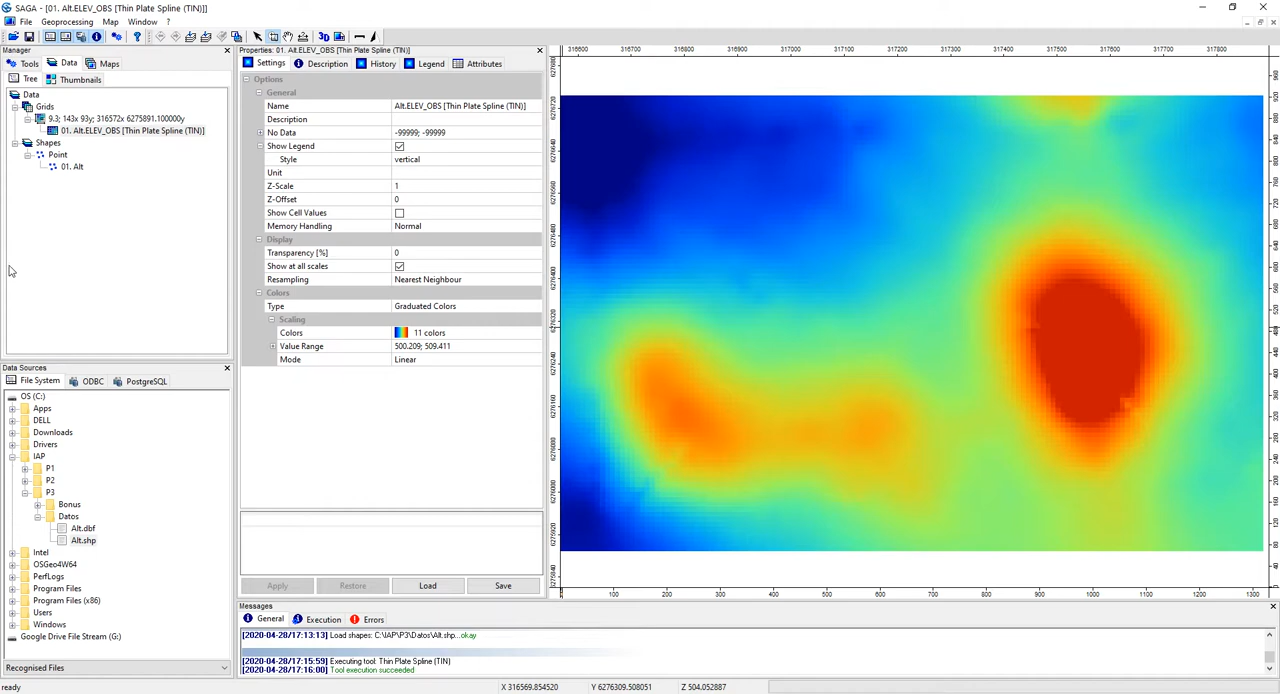 SAGA - [01. Alt.ELEV_OBS [Thin Plate Spline (TIN)]]
File Geoprocessing Map Window ?
3D
Manager
Tools Data Maps
Tree Thumbnails
Data
Grids
9.3; 143x 93y; 316572x 6275891.100000y
01. Alt.ELEV_OBS [Thin Plate Spline (TIN)]
Shapes
Point
01. Alt
Data Sources
File System ODBC PostgreSQL
OS (C:)
Apps
DELL
Downloads
Drivers
IAP
P1
P2
P3
Bonus
Datos
Alt.dbf
Alt.shp
Intel
OSGeo4W64
PerfLogs
Program Files
Program Files (x86)
Users
Windows
Google Drive File Stream (G:)
Recognised Files
Properties: 01. Alt.ELEV_OBS [Thin Plate Spline (TIN)]
Settings Description History Legend Attributes
Options
General
Name Alt.ELEV_OBS [Thin Plate Spline (TIN)]
Description
No Data -99999; -99999
Show Legend
Style vertical
Unit
Z-Scale 1
Z-Offset 0
Show Cell Values
Memory Handling Normal
Display
Transparency [%] 0
Show at all scales
Resampling Nearest Neighbour
Colors
Type Graduated Colors
Scaling
Colors 11 colors
Value Range 500.209; 509.411
Mode Linear
Apply Restore Load Save
316600 316700 316800 316900 317000 317100 317200 317300 317400 317500 317600 317700 317800
100 200 300 400 500 600 700 800 900 1000 1100 1200 1300
Messages
General Execution Errors
[2020-04-28/17:13:13] Load shapes: C:\IAP\P3\Datos\Alt.shp...okay
[2020-04-28/17:15:59] Executing tool: Thin Plate Spline (TIN)
[2020-04-28/17:16:00] Tool execution succeeded
ready X 316569.854520 Y 6276309.508051 Z 504.052887